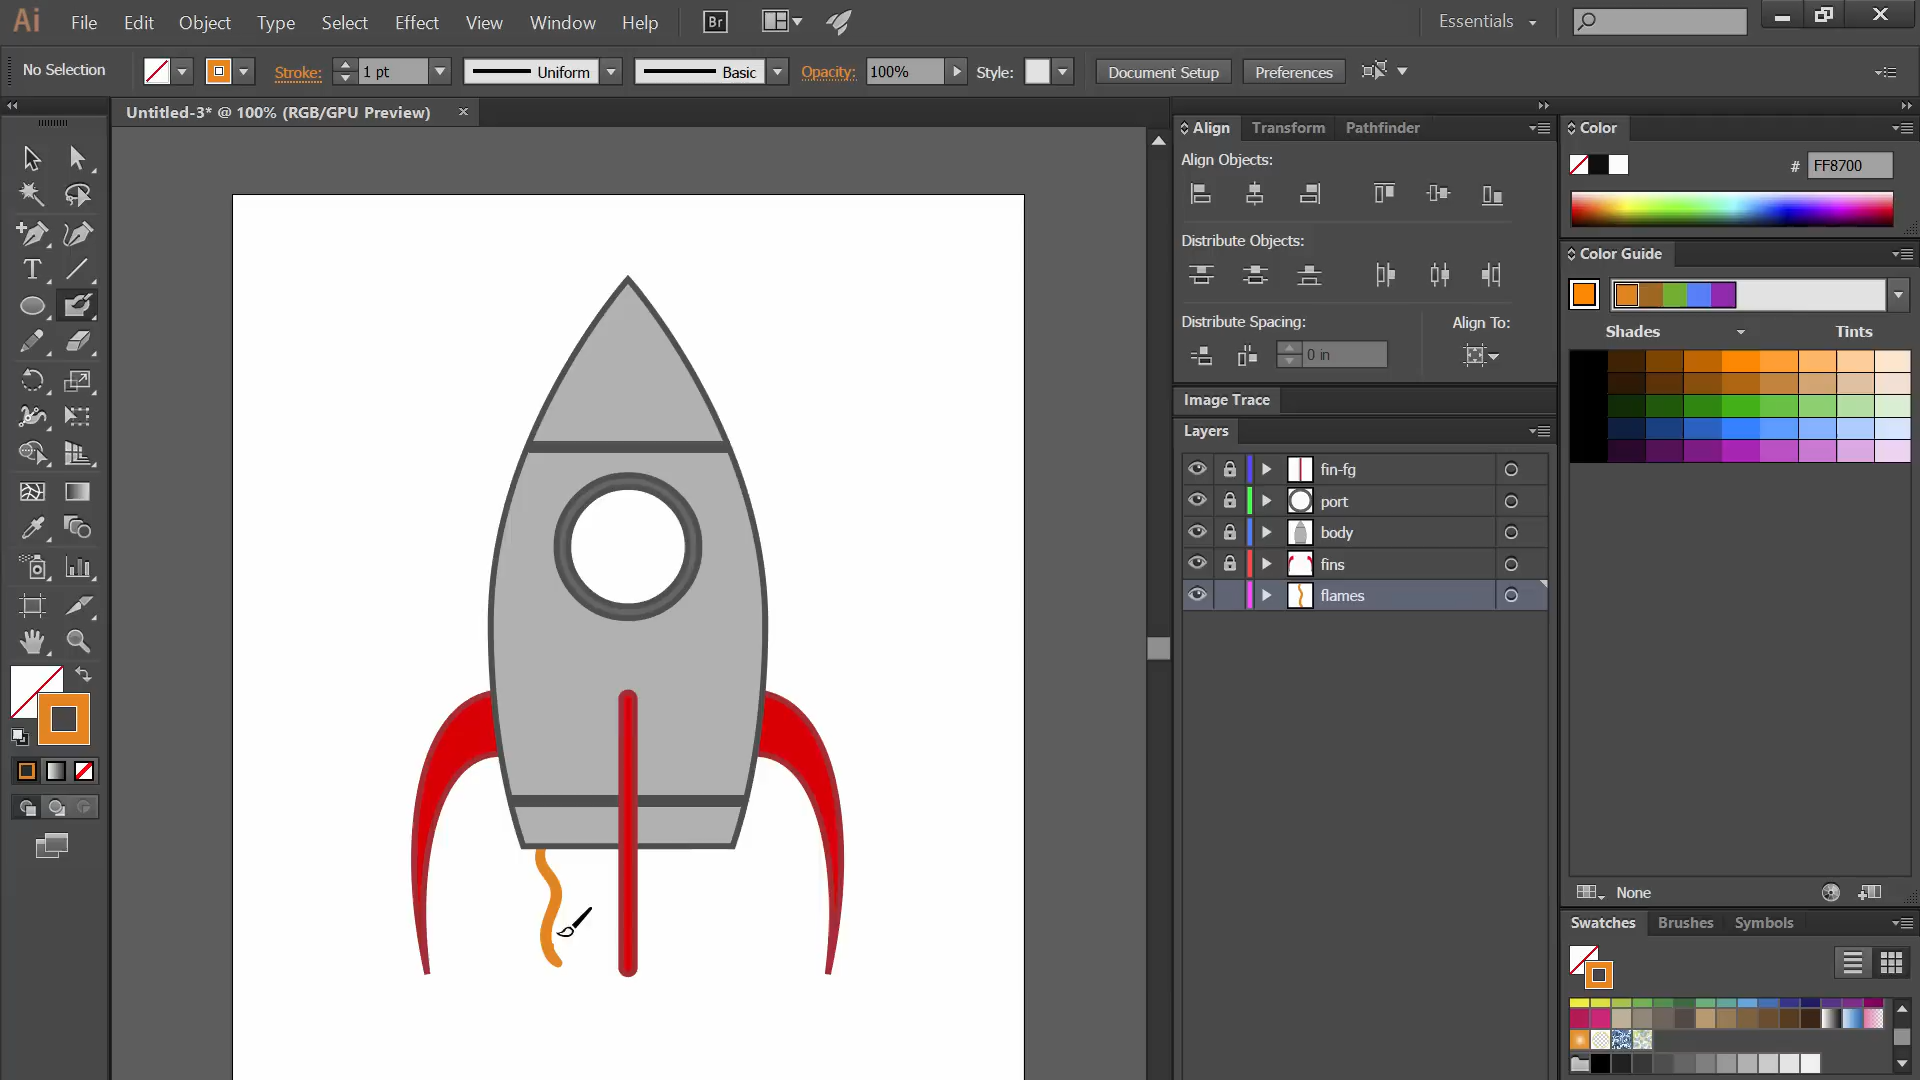 Ai File Edit Object Type Select Effect View Window Help Br Essentials
No Selection Stroke: 1 pt Uniform Basic Opacity: 100% Style: Document Setup Preferences
Untitled-3* @ 100% (RGB/GPU Preview)
Align Transform Pathfinder
Align Objects:
Distribute Objects:
Distribute Spacing: Align To:
0 in
Image Trace
Layers
fin-fg
port
body
fins
flames
Color
# FF8700
Color Guide
Shades Tints
None
Swatches Brushes Symbols
T